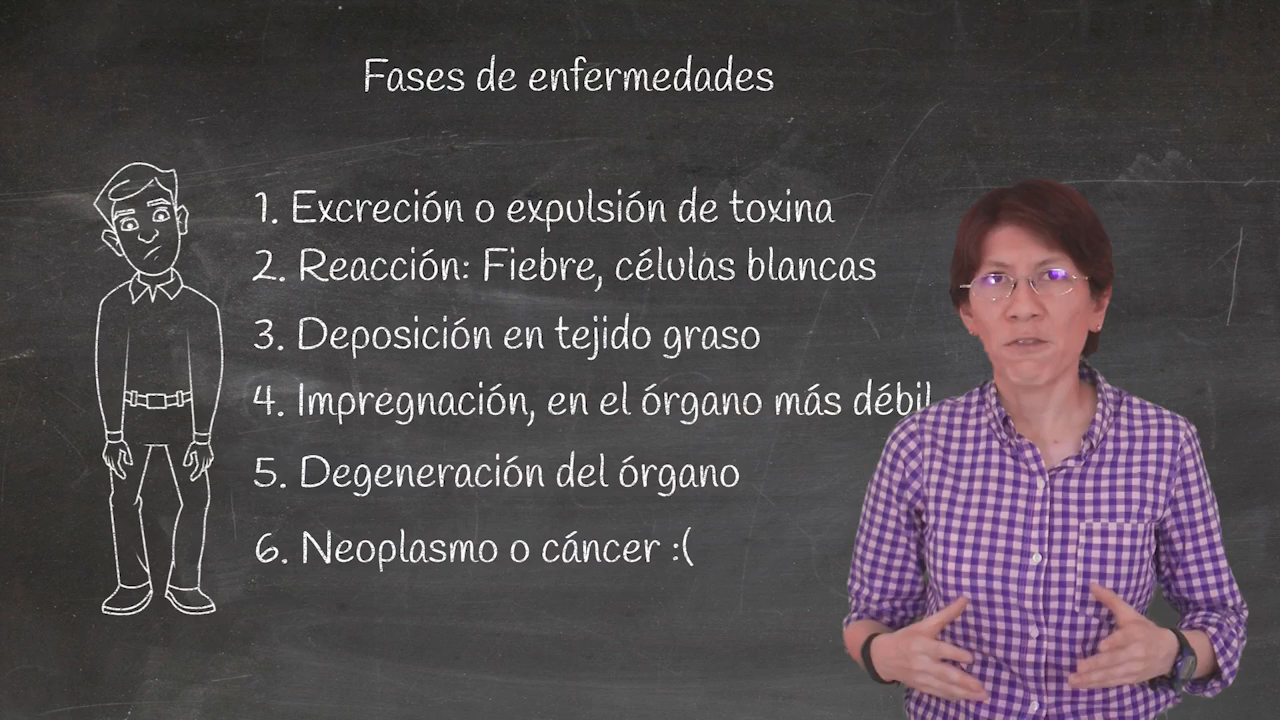 Fases de enfermedades
1. Excreción o expulsión de toxina
2. Reacción: Fiebre, células blancas
3. Deposición en tejido graso
4. Impregnación, en el órgano más débil
5. Degeneración del órgano
6. Neoplasmo o cáncer :(